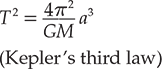 T² = 4π²/GM a³
(Kepler's third law)